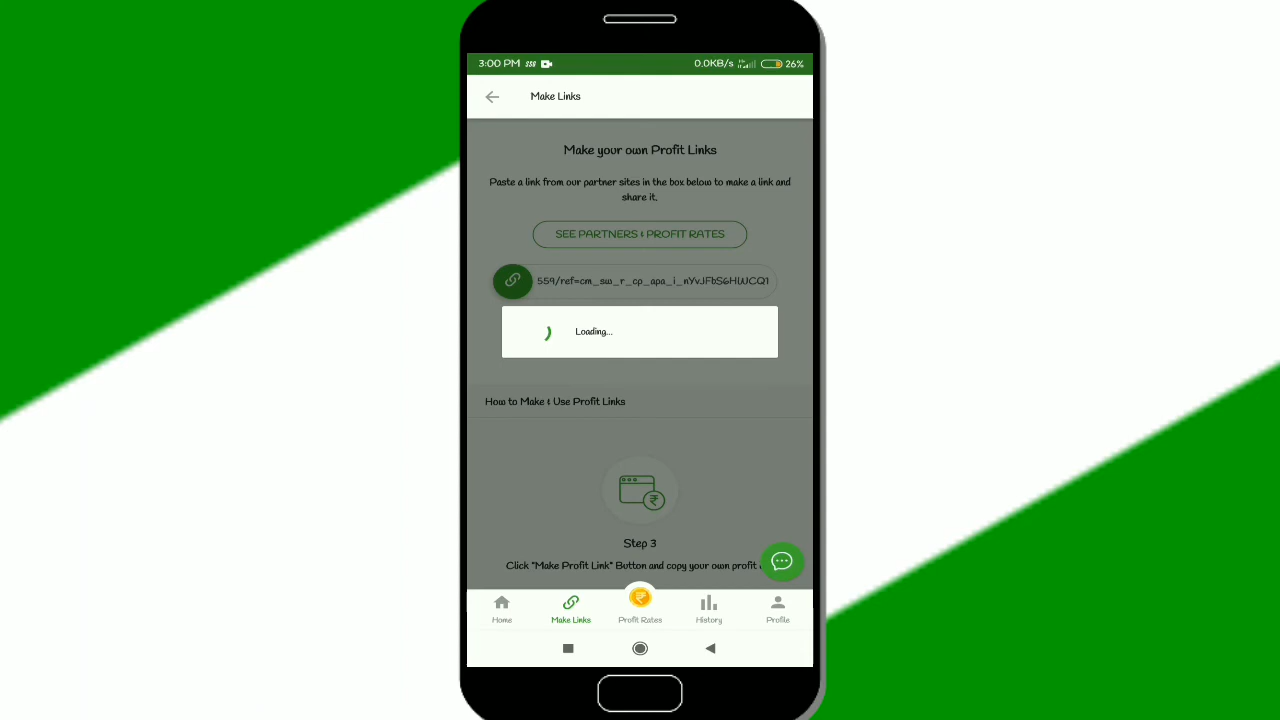 3:00 PM
0.0KB/s
26%
Make Links
Make your own Profit Links
Paste a link from our partner sites in the box below to make a link and
share it.
SEE PARTNERS & PROFIT RATES
559/ref=cm_sw_r_cp_apa_i_nYvJFbS6HWCQ1
Loading...
How to Make & Use Profit Links
Step 3
Click "Make Profit Link" Button and copy your own profit
Home
Make Links
Profit Rates
History
Profile